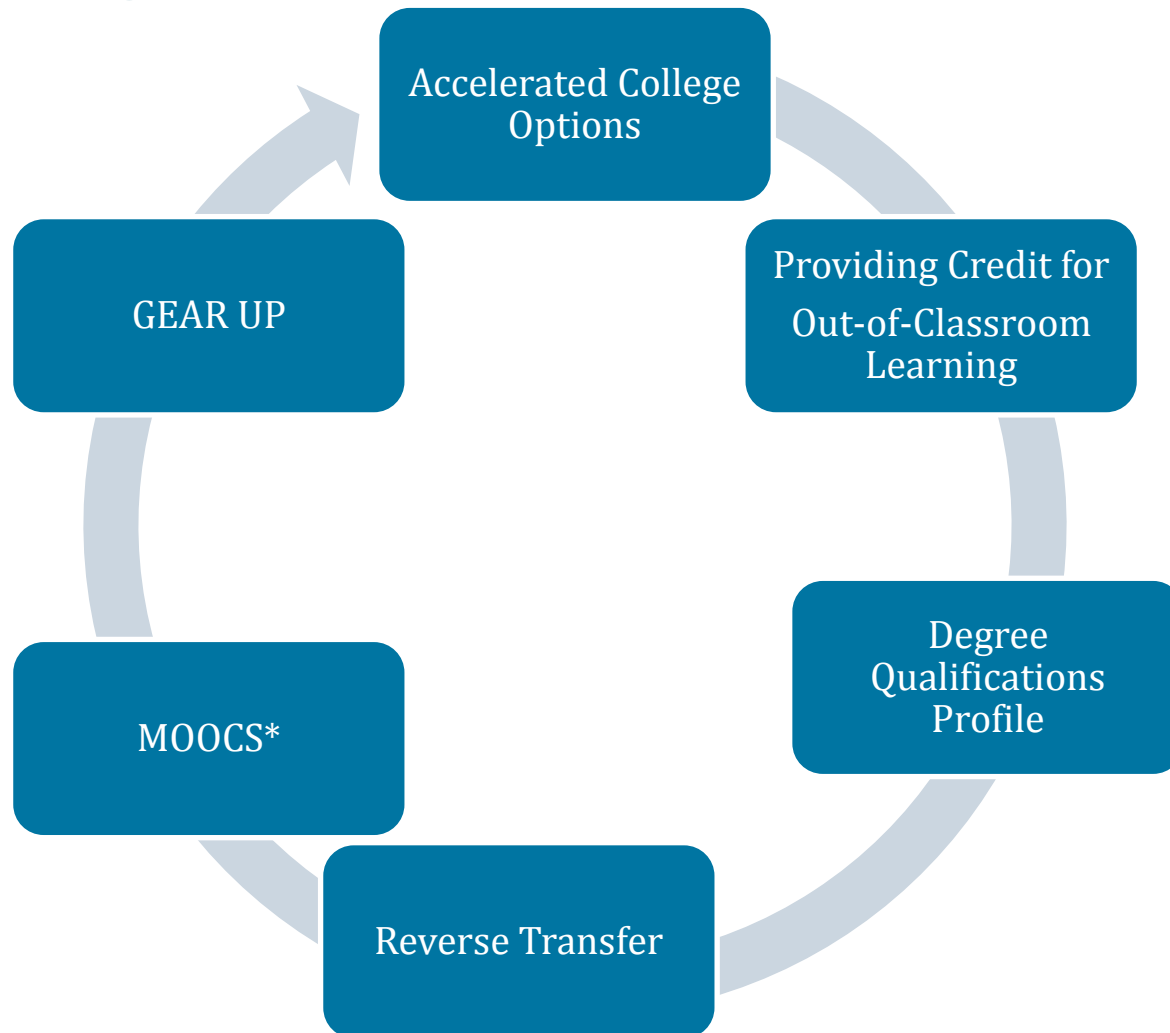 Accelerated College
Options
Providing Credit for
Out-of-Classroom
Learning
Degree
Qualifications
Profile
Reverse Transfer
MOOCS*
GEAR UP